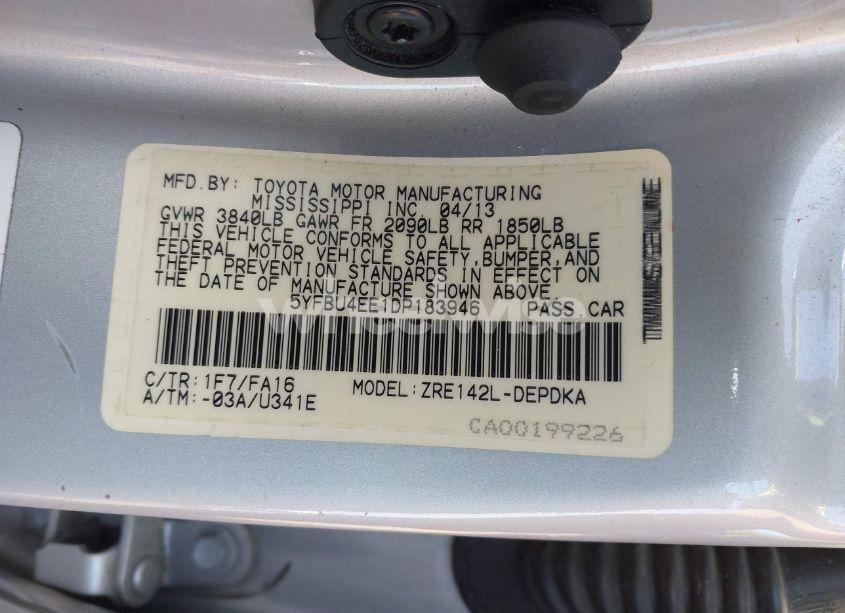 MFD.BY: TOYOTA MOTOR MANUFACTURING
MISSISSIPPI INC. 04/13
GVWR 3840LB GAWR FR 2090LB RR 1850LB
THIS VEHICLE CONFORMS TO ALL APPLICABLE
FEDERAL MOTOR VEHICLE SAFETY,BUMPER,AND
THEFT PREVENTION STANDARDS IN EFFECT ON
THE DATE OF MANUFACTURE SHOWN ABOVE.
5YFBU4EE1DP183946 PASS.CAR
C/TR:1F7/FA16 MODEL:ZRE142L-DEPDKA
A/TM:-03A/U341E
CA00199226